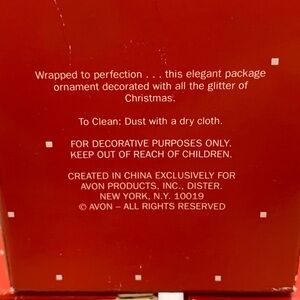 Wrapped to perfection . . . this elegant package
ornament decorated with all the glitter of
Christmas.
To Clean: Dust with a dry cloth.
FOR DECORATIVE PURPOSES ONLY.
KEEP OUT OF REACH OF CHILDREN.
CREATED IN CHINA EXCLUSIVELY FOR
AVON PRODUCTS, INC., DISTER.
NEW YORK, N.Y. 10019
© AVON – ALL RIGHTS RESERVED